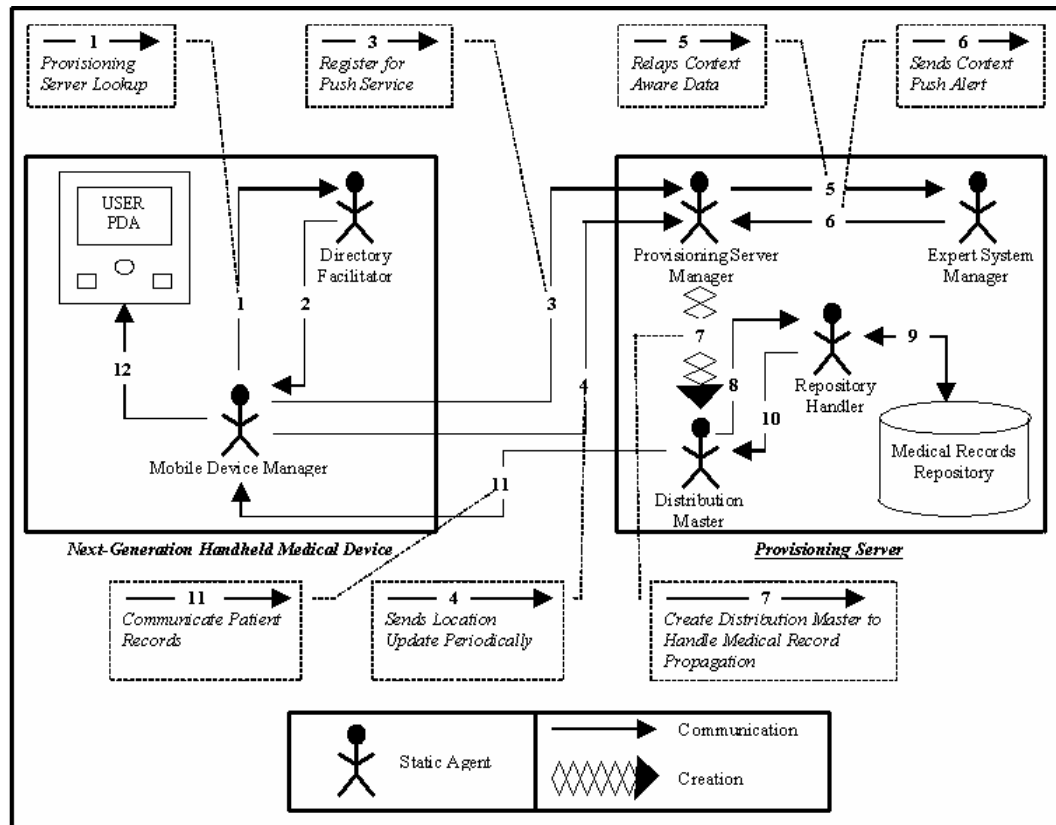 1
Provisioning
Server Lookup
3
Register for
Push Service
5
Relays Context
Aware Data
6
Sends Context
Push Alert
USER
PDA
Directory
Facilitator
1
2
12
Mobile Device Manager
3
4
5
6
Provisioning Server
Manager
Expert System
Manager
7
8
9
Repository
Handler
10
Medical Records
Repository
Distribution
Master
11
Next-Generation Handheld Medical Device
Provisioning Server
11
Communicate Patient
Records
4
Sends Location
Update Periodically
7
Create Distribution Master to
Handle Medical Record
Propagation
Static Agent
Communication
Creation